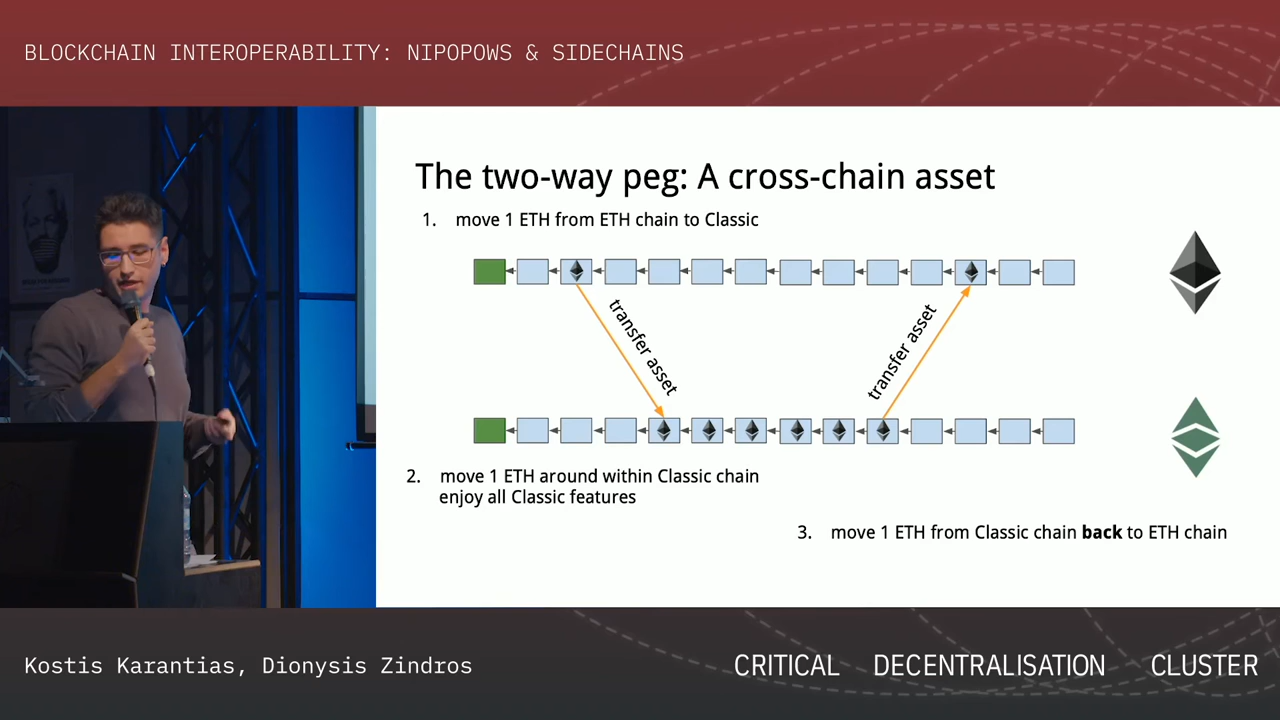 BLOCKCHAIN INTEROPERABILITY: NIPOPOWS & SIDECHAINS
The two-way peg: A cross-chain asset
1. move 1 ETH from ETH chain to Classic
transfer asset
transfer asset
2. move 1 ETH around within Classic chain
enjoy all Classic features
3. move 1 ETH from Classic chain back to ETH chain
Kostis Karantias, Dionysis Zindros
CRITICAL DECENTRALISATION CLUSTER